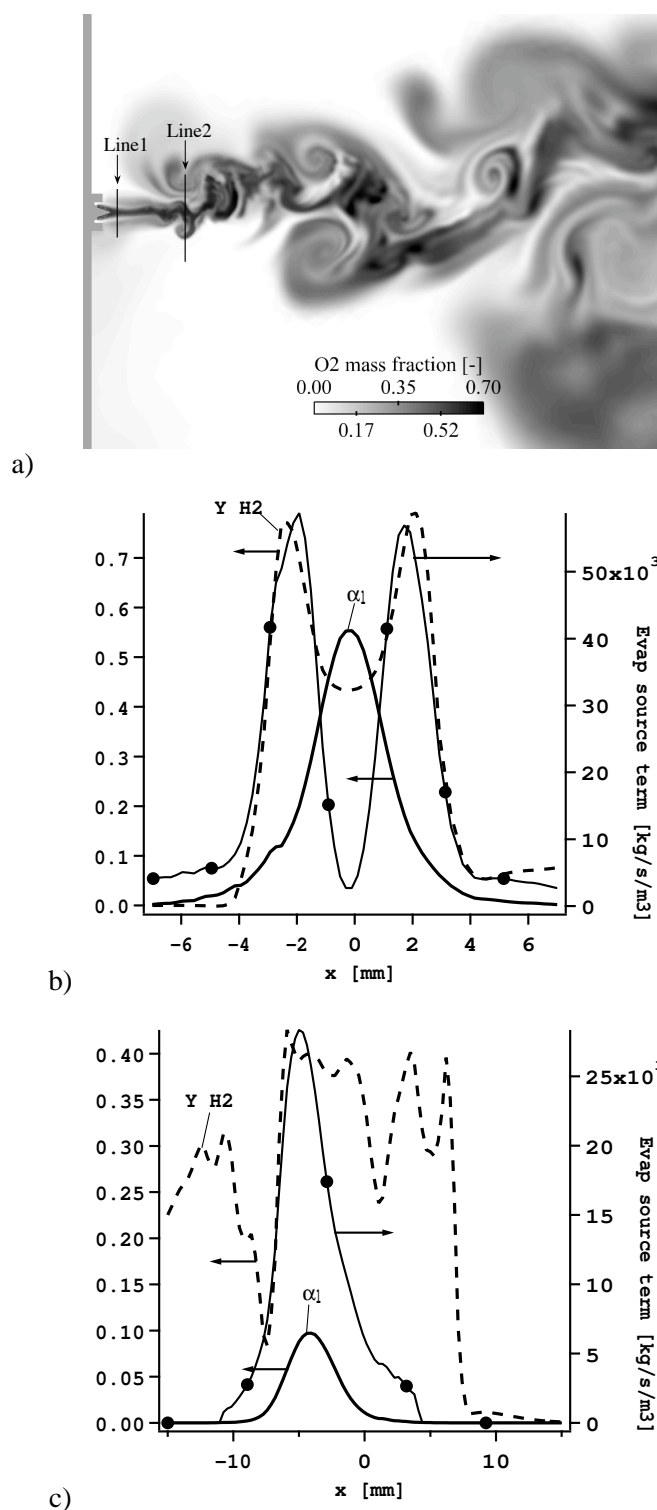 Line1
Line2
O2 mass fraction [-]
0.00 0.35 0.70
0.17 0.52
a)
Y H2
α1
0.7
0.6
0.5
0.4
0.3
0.2
0.1
0.0
50x10³
40
30
20
10
0
Evap source term [kg/s/m3]
-6 -4 -2 0 2 4 6
x [mm]
b)
Y H2
α1
0.40
0.35
0.30
0.25
0.20
0.15
0.10
0.05
0.00
25x10
20
15
10
5
0
Evap source term [kg/s/m3]
-10 0 10
x [mm]
c)